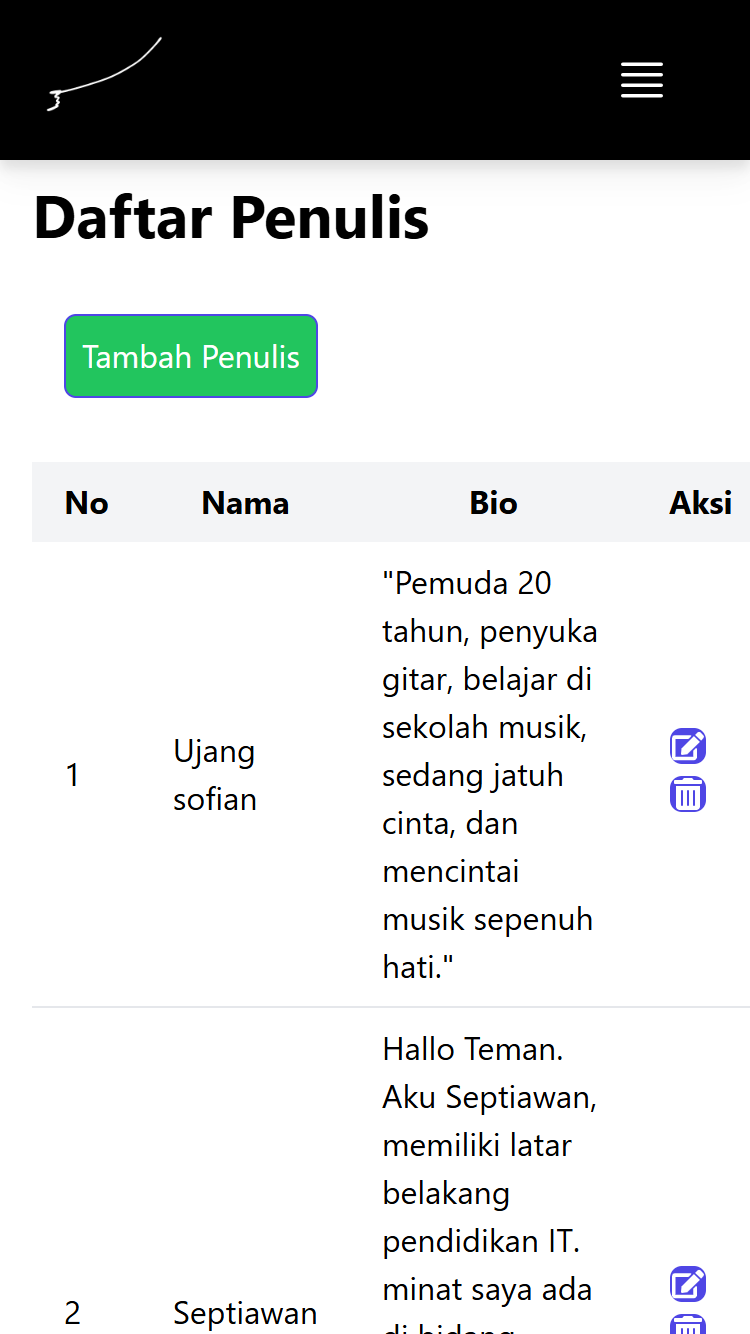 Daftar Penulis
Tambah Penulis
No Nama Bio Aksi
1
Ujang
sofian
"Pemuda 20
tahun, penyuka
gitar, belajar di
sekolah musik,
sedang jatuh
cinta, dan
mencintai
musik sepenuh
hati."
2
Septiawan
Hallo Teman.
Aku Septiawan,
memiliki latar
belakang
pendidikan IT.
minat saya ada
di bidang